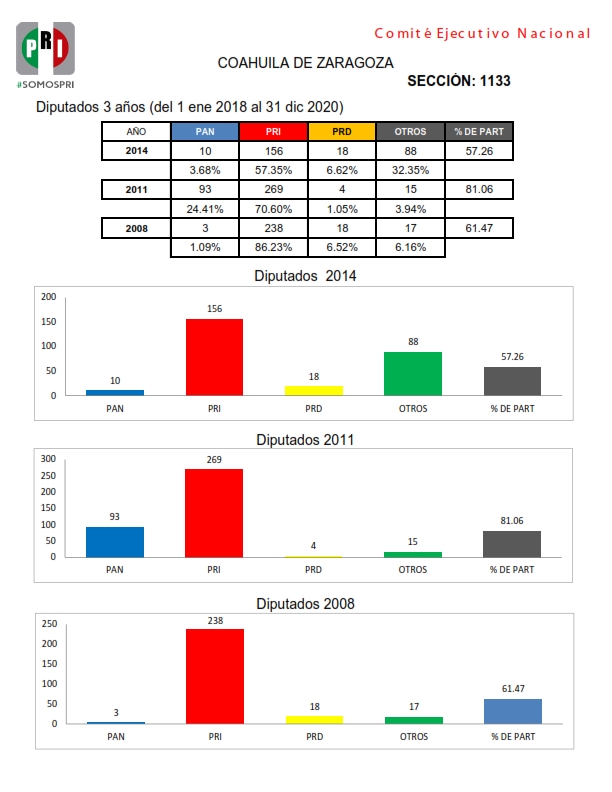 Comité Ejecutivo Nacional
PRI
#SOMOSPRI
COAHUILA DE ZARAGOZA
SECCIÓN: 1133
Diputados 3 años (del 1 ene 2018 al 31 dic 2020)
AÑO PAN PRI PRD OTROS % DE PART
2014 10 156 18 88 57.26
3.68% 57.35% 6.62% 32.35%
2011 93 269 4 15 81.06
24.41% 70.60% 1.05% 3.94%
2008 3 238 18 17 61.47
1.09% 86.23% 6.52% 6.16%
Diputados 2014
200
150
100
50
0
10 156 18 88 57.26
PAN PRI PRD OTROS % DE PART
Diputados 2011
300
250
200
150
100
50
0
93 269 4 15 81.06
PAN PRI PRD OTROS % DE PART
Diputados 2008
250
200
150
100
50
0
3 238 18 17 61.47
PAN PRI PRD OTROS % DE PART